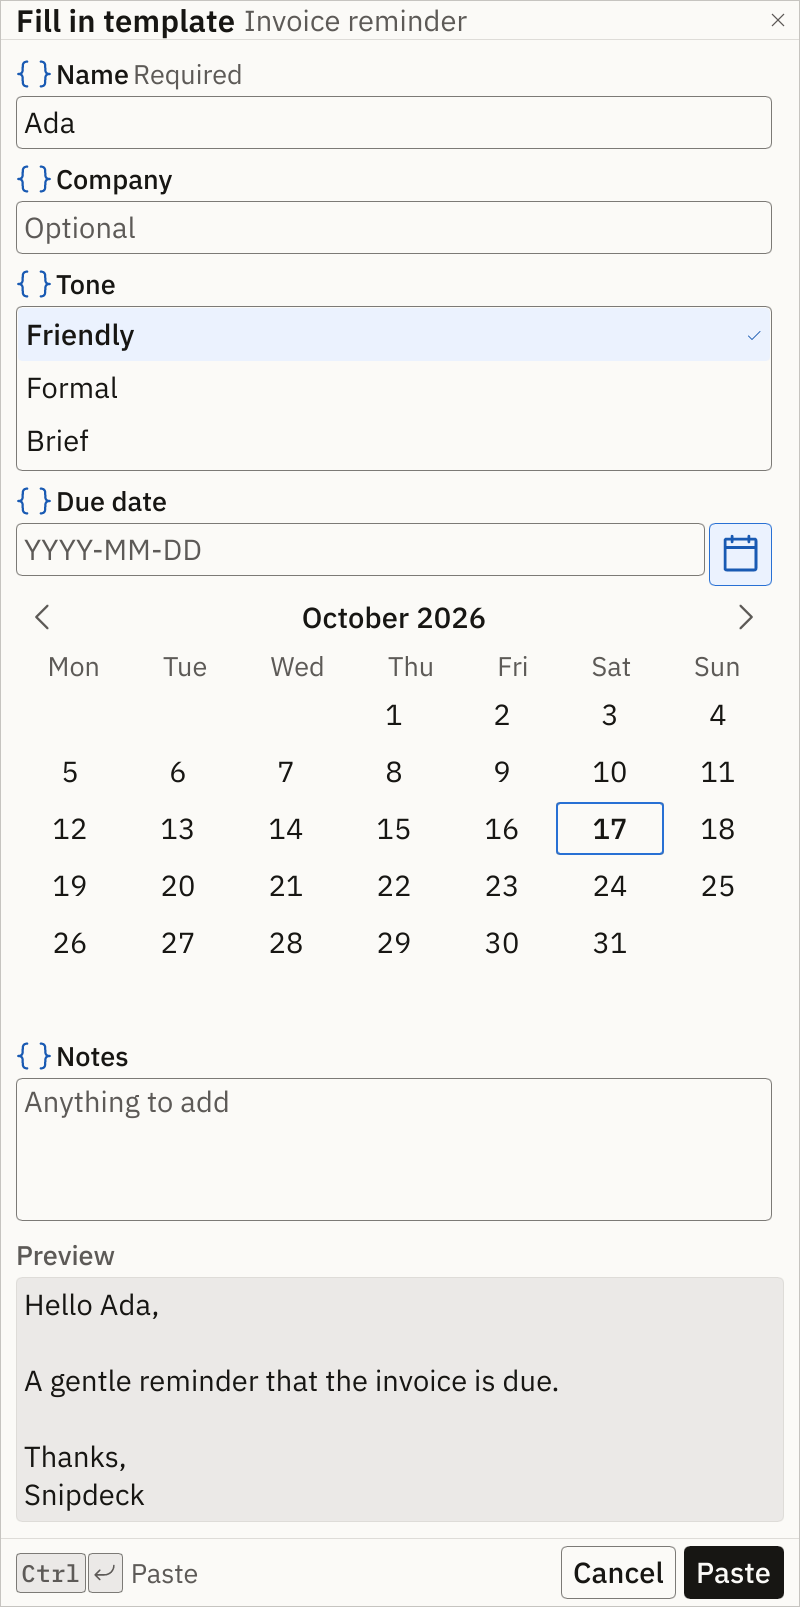 Fill in template Invoice reminder
{ } Name Required
Ada
{ } Company
Optional
{ } Tone
Friendly
Formal
Brief
{ } Due date
YYYY-MM-DD
October 2026
Mon Tue Wed Thu Fri Sat Sun
1 2 3 4
5 6 7 8 9 10 11
12 13 14 15 16 17 18
19 20 21 22 23 24 25
26 27 28 29 30 31
{ } Notes
Anything to add
Preview
Hello Ada,
A gentle reminder that the invoice is due.
Thanks,
Snipdeck
Ctrl Paste Cancel Paste